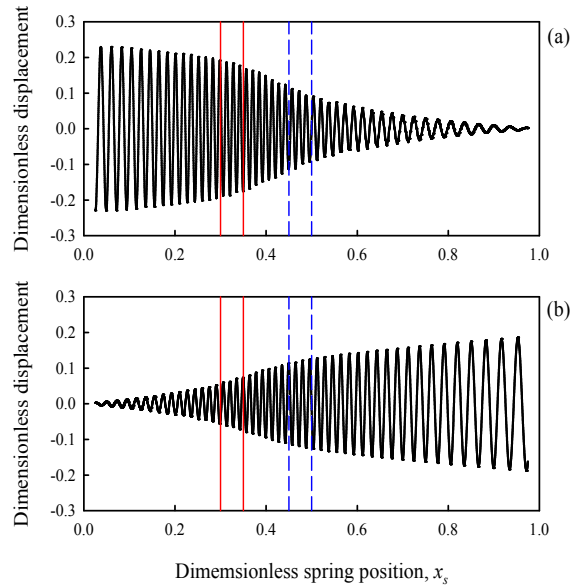 0.3
(a)
0.2
0.1
0.0
-0.1
-0.2
-0.3
Dimensionless displacement
0.0 0.2 0.4 0.6 0.8 1.0
0.3
(b)
0.2
0.1
0.0
-0.1
-0.2
-0.3
Dimensionless displacement
0.0 0.2 0.4 0.6 0.8 1.0
Dimemsionless spring position, xs